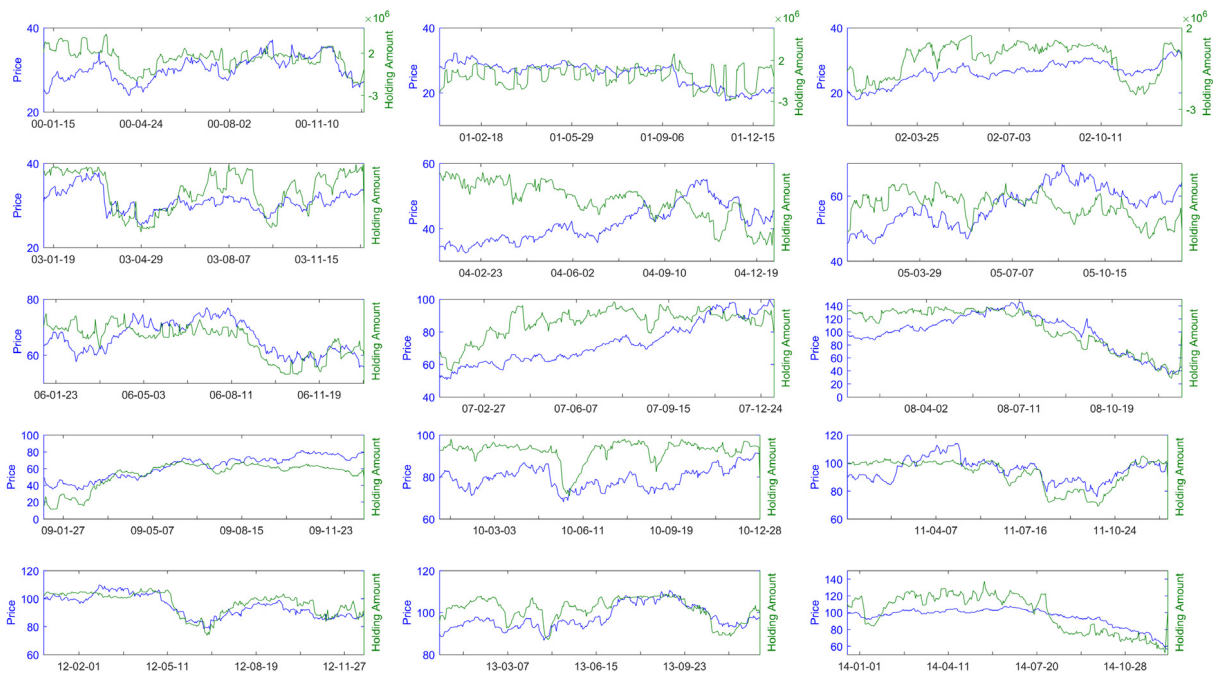 ×10^6
40
Price
20
2
-3
Holding Amount
00-01-15 00-04-24 00-08-02 00-11-10
×10^6
40
Price
20
2
-3
Holding Amount
01-02-18 01-05-29 01-09-06 01-12-15
×10^6
40
Price
20
2
-3
Holding Amount
02-03-25 02-07-03 02-10-11
40
Price
20
Holding Amount
03-01-19 03-04-29 03-08-07 03-11-15
60
Price
40
Holding Amount
04-02-23 04-06-02 04-09-10 04-12-19
60
Price
40
Holding Amount
05-03-29 05-07-07 05-10-15
80
Price
60
Holding Amount
06-01-23 06-05-03 06-08-11 06-11-19
100
80
Price
60
40
Holding Amount
07-02-27 07-06-07 07-09-15 07-12-24
140
120
100
80
Price
60
40
20
0
Holding Amount
08-04-02 08-07-11 08-10-19
100
80
60
Price
40
20
0
Holding Amount
09-01-27 09-05-07 09-08-15 09-11-23
100
Price
80
60
Holding Amount
10-03-03 10-06-11 10-09-19 10-12-28
120
100
Price
80
60
Holding Amount
11-04-07 11-07-16 11-10-24
120
100
Price
80
60
Holding Amount
12-02-01 12-05-11 12-08-19 12-11-27
120
Price
100
80
Holding Amount
13-03-07 13-06-15 13-09-23
140
120
100
Price
80
60
Holding Amount
14-01-01 14-04-11 14-07-20 14-10-28